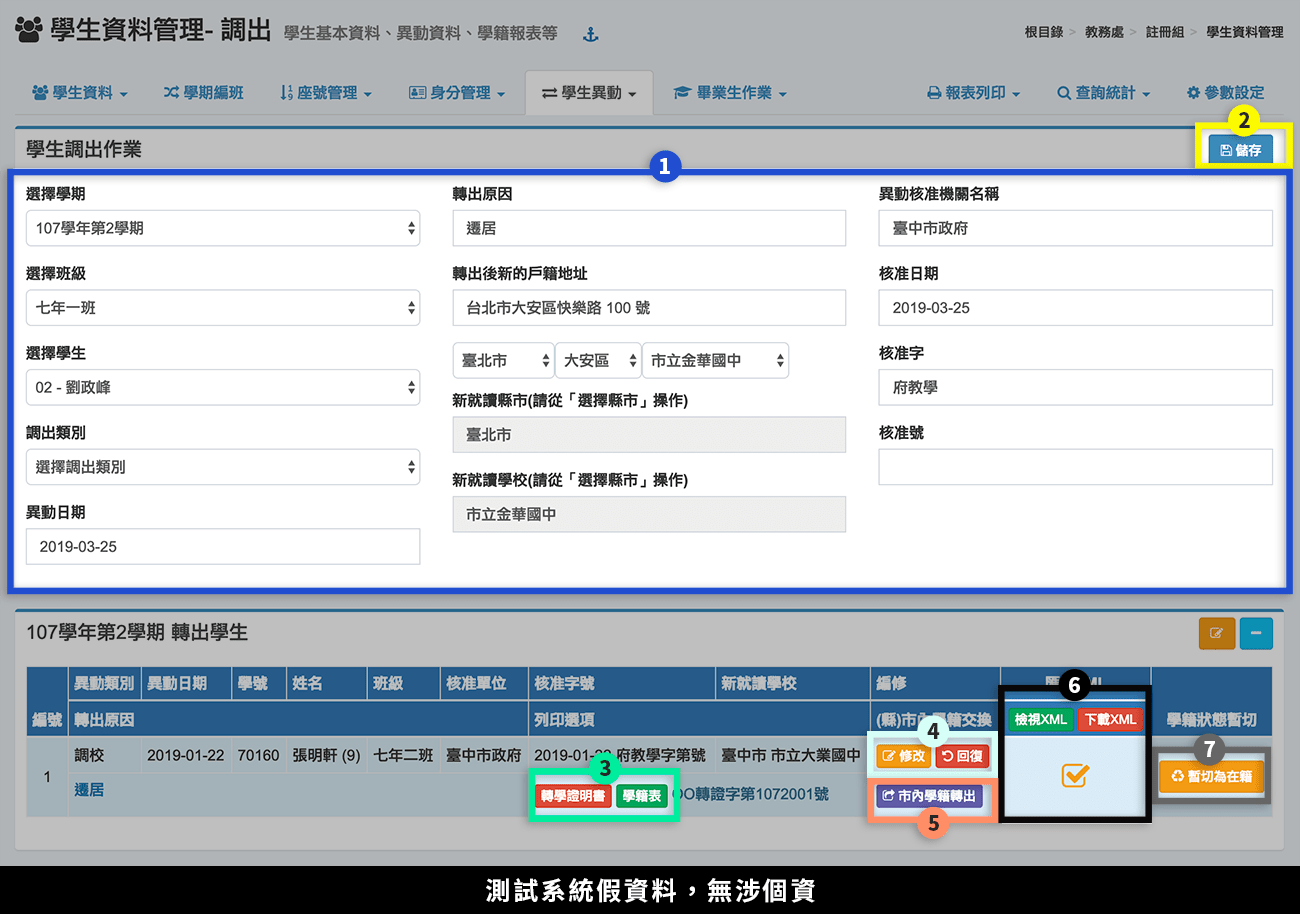 學生資料管理- 調出 學生基本資料、異動資料、學籍報表等
根目錄 > 教務處 > 註冊組 > 學生資料管理
學生資料 學期編班 座號管理 身分管理 學生異動 畢業生作業 報表列印 查詢統計 參數設定
2
學生調出作業 儲存
1
選擇學期 轉出原因 異動核准機關名稱
107學年第2學期 遷居 臺中市政府
選擇班級 轉出後新的戶籍地址 核准日期
七年一班 台北市大安區快樂路 100 號 2019-03-25
選擇學生 核准字
臺北市 大安區 市立金華國中
02 - 劉政峰 府教學
新就讀縣市(請從「選擇縣市」操作)
調出類別 臺北市 核准號
選擇調出類別
新就讀學校(請從「選擇縣市」操作)
異動日期 市立金華國中
2019-03-25
107學年第2學期 轉出學生
編號 異動類別 異動日期 學號 姓名 班級 核准單位 核准字號 新就讀學校 編修 6
轉出原因 列印選項 (縣)市內學籍交換 檢視XML 下載XML 學籍狀態暫切
4 7
1 調校 2019-01-22 70160 張明軒 (9) 七年二班 臺中市政府 2019-01- 府教學字第號 臺中市 市立大業國中 修改 回復
3 暫切為在籍
遷居 轉學證明書 學籍表 O轉證字第1072001號 市內學籍轉出
5
測試系統假資料，無涉個資